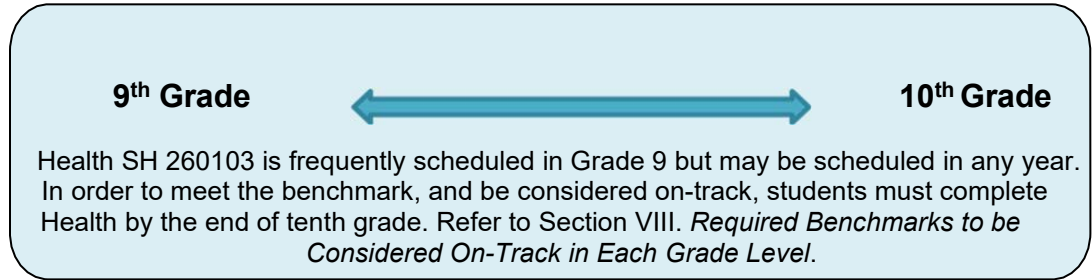 9th Grade 10th Grade
Health SH 260103 is frequently scheduled in Grade 9 but may be scheduled in any year.
In order to meet the benchmark, and be considered on-track, students must complete
Health by the end of tenth grade. Refer to Section VIII. Required Benchmarks to be
Considered On-Track in Each Grade Level.